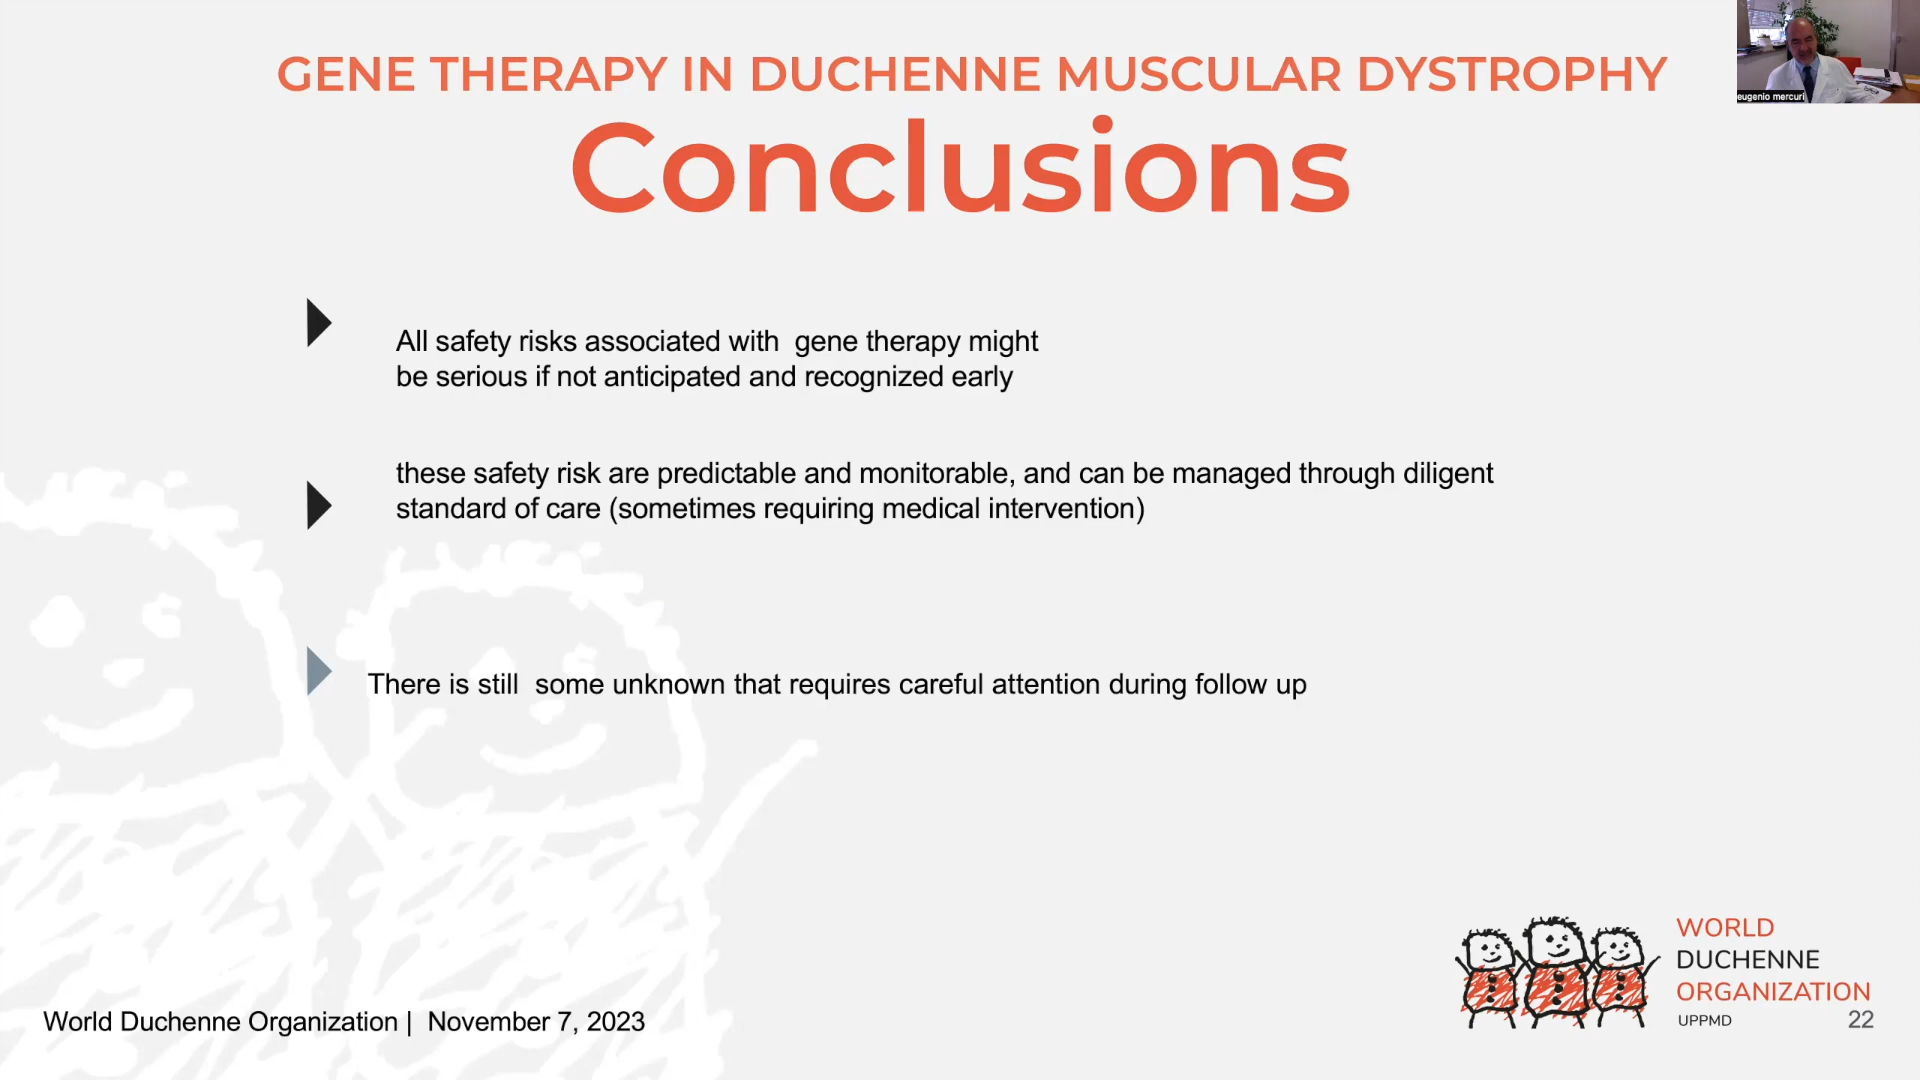 GENE THERAPY IN DUCHENNE MUSCULAR DYSTROPHY
Conclusions
eugenio mercuri
All safety risks associated with  gene therapy might
be serious if not anticipated and recognized early
these safety risk are predictable and monitorable, and can be managed through diligent
standard of care (sometimes requiring medical intervention)
There is still  some unknown that requires careful attention during follow up
World Duchenne Organization |  November 7, 2023
WORLD
DUCHENNE
ORGANIZATION
UPPMD
22